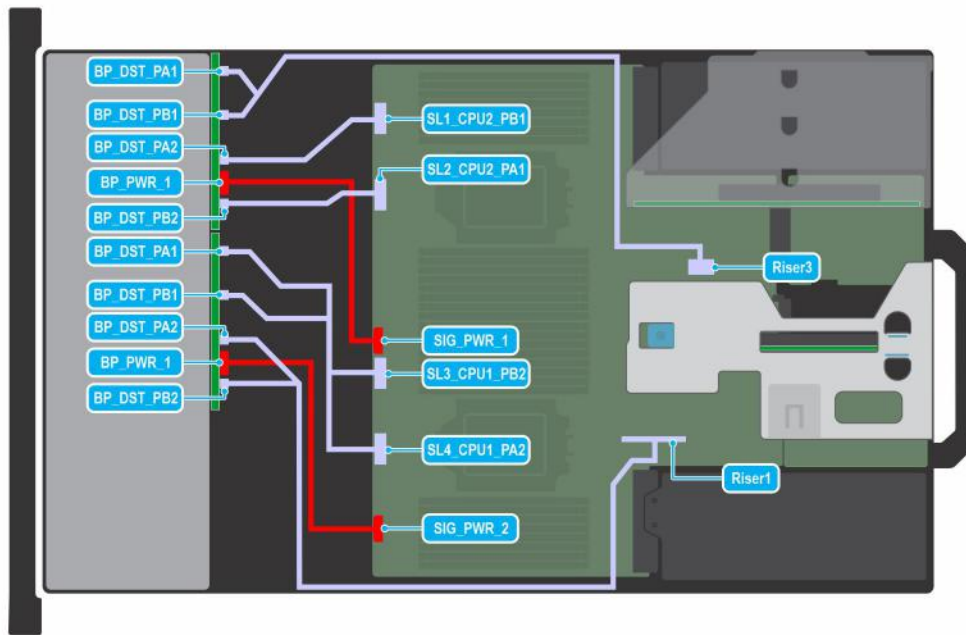 BP_DST_PA1
BP_DST_PB1
BP_DST_PA2
BP_PWR_1
BP_DST_PB2
BP_DST_PA1
BP_DST_PB1
BP_DST_PA2
BP_PWR_1
BP_DST_PB2
SL1_CPU2_PB1
SL2_CPU2_PA1
SIG_PWR_1
SL3_CPU1_PB2
SL4_CPU1_PA2
SIG_PWR_2
Riser3
Riser1